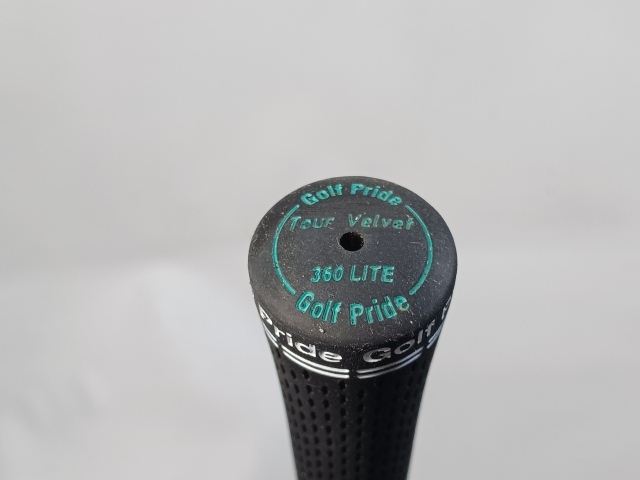 Golf Pride
Tour Velvet
360 LITE
Golf Pride
Pride Golf